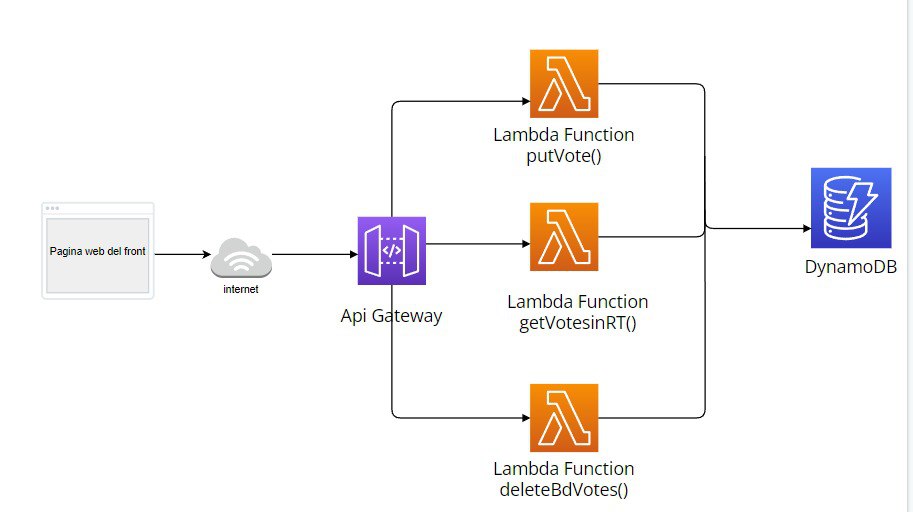 Pagina web del front
internet
Api Gateway
Lambda Function
putVote()
Lambda Function
getVotesinRT()
Lambda Function
deleteBdVotes()
DynamoDB